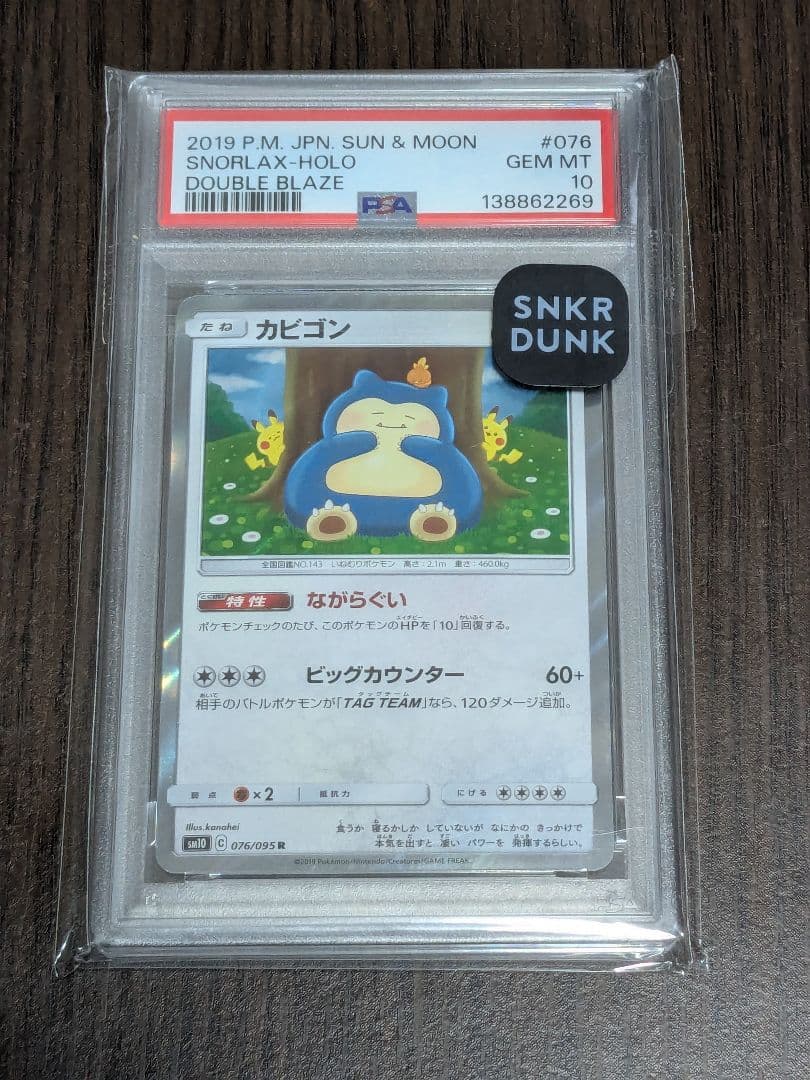 2019 P.M. JPN. SUN & MOON #076
SNORLAX-HOLO GEM MT
DOUBLE BLAZE 10
PSA 138862269
SNKR
DUNK
たね カビゴン
全国図鑑NO.143 いねむりポケモン 高さ:2.1m 重さ:460.0kg
特性 ながらぐい
ポケモンチェックのたび、このポケモンのHPを「10」回復する。
ビッグカウンター 60+
相手のバトルポケモンが「TAG TEAM」なら、120ダメージ追加。
弱点 ×2 抵抗力 にげる
Illus.kanahei
食うか 寝るかしか していないが なにかの きっかけで
本気を出すと 凄い パワーを 発揮するらしい。
sm10 C 076/095 R
©2019 Pokémon/Nintendo/Creatures/GAME FREAK.